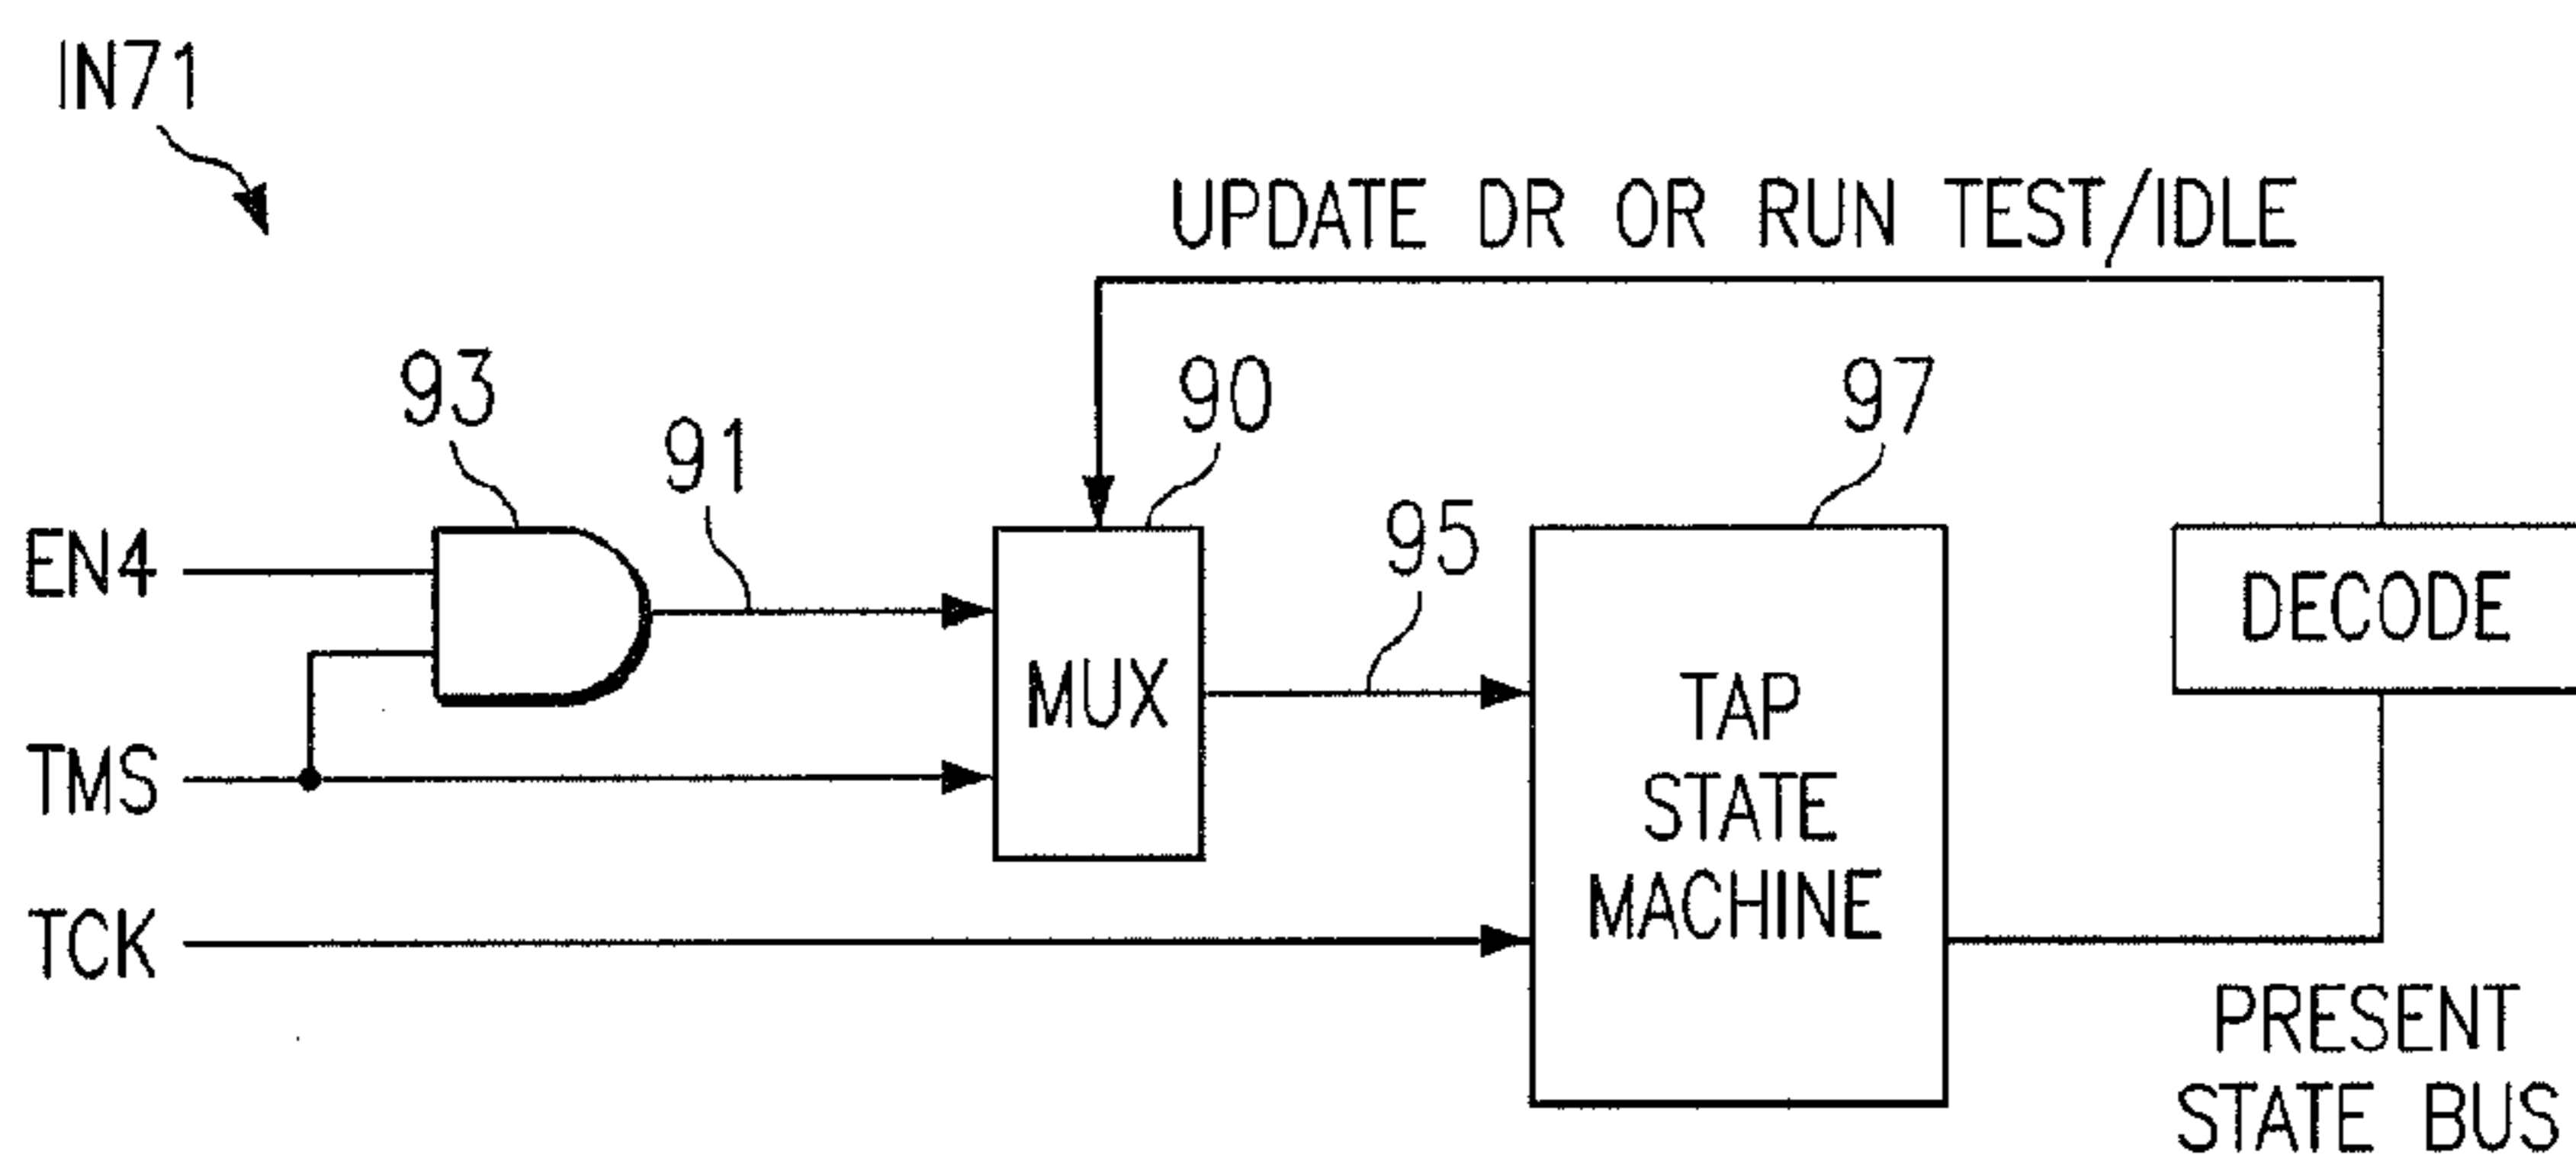 IN71
UPDATE DR OR RUN TEST/IDLE
93
91
90
95
97
EN4
TMS
TCK
MUX
TAP
STATE
MACHINE
DECODE
PRESENT
STATE BUS